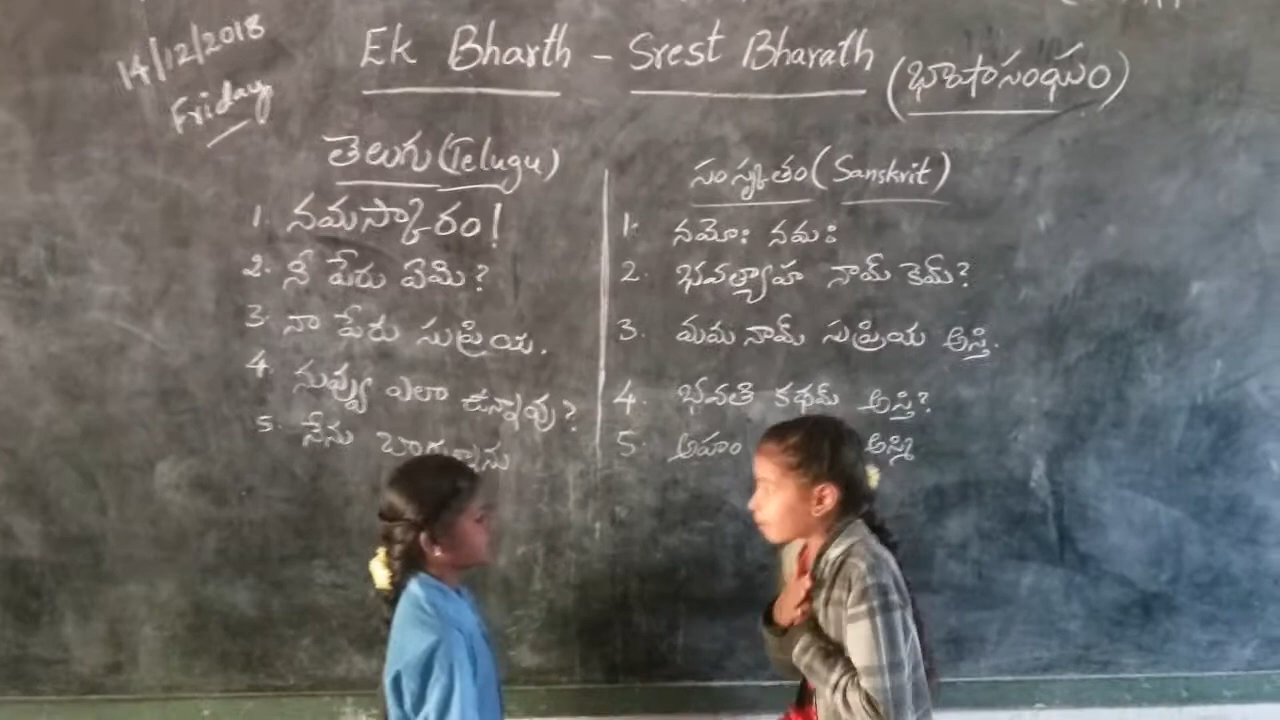 14/12/2018
Friday
Ek Bharth - Srest Bharath (భాషాసంఘం)
తెలుగు (Telugu)
1. నమస్కారం!
2. నీ పేరు ఏమి?
3. నా పేరు సుప్రియ.
4. నువ్వు ఎలా ఉన్నావు?
5. నేను
సంస్కృతం (Sanskrit)
1. నమోః నమః
2. భవత్యాహ నామ్ కెమ్?
3. మమ నామ్ సుప్రియ అస్తి.
4. భవతి కథమ్ అస్తి?
5. అహం అస్మి